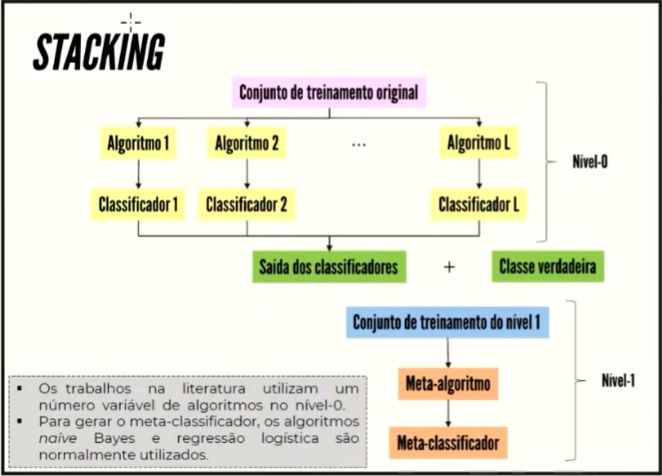 STACKING
Conjunto de treinamento original
Algoritmo 1
Algoritmo 2
...
Algoritmo L
Nível-0
Classificador 1
Classificador 2
Classificador L
Saída dos classificadores
+
Classe verdadeira
Conjunto de treinamento do nível 1
Meta-algoritmo
Nível-1
Meta-classificador
▪ Os trabalhos na literatura utilizam um
número variável de algoritmos no nível-0.
▪ Para gerar o meta-classificador, os algoritmos
naïve Bayes e regressão logística são
normalmente utilizados.